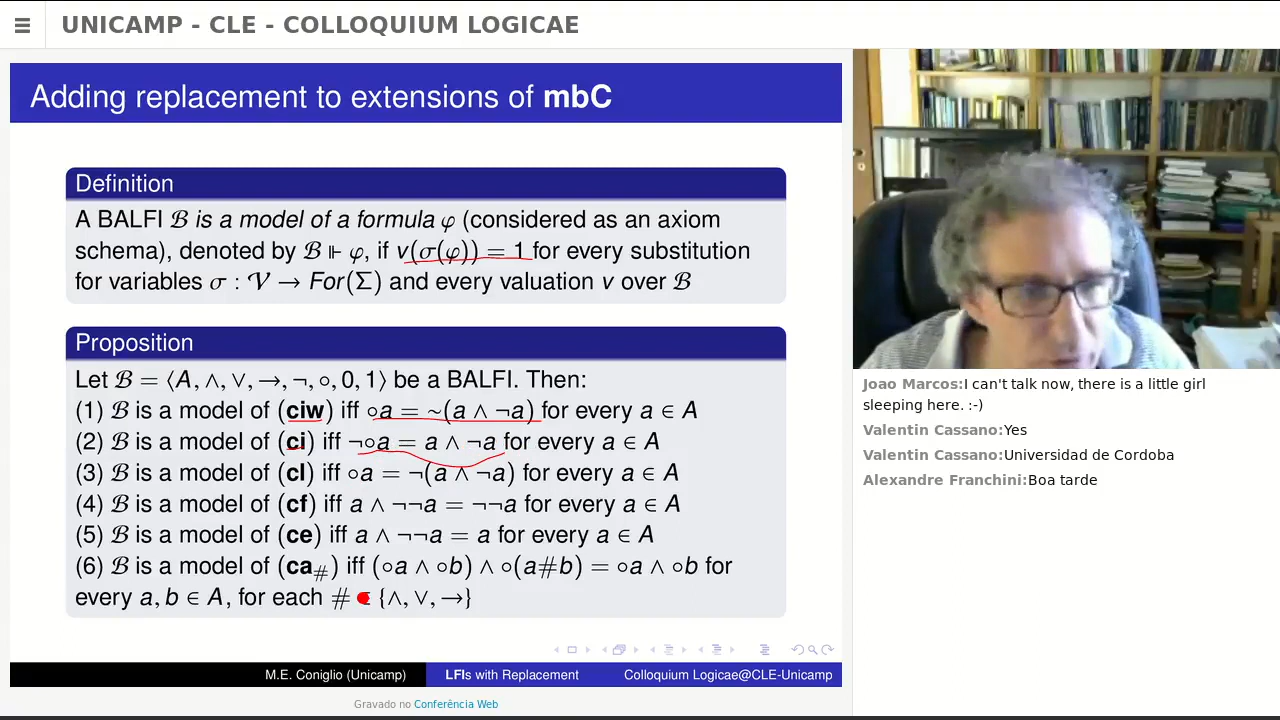 UNICAMP - CLE - COLLOQUIUM LOGICAE
Adding replacement to extensions of mbC
Definition
A BALFI ℬ is a model of a formula φ (considered as an axiom
schema), denoted by ℬ ⊩ φ, if v(σ(φ)) = 1 for every substitution
for variables σ : 𝒱 → For(Σ) and every valuation v over ℬ
Proposition
Let ℬ = ⟨A, ∧, ∨, →, ¬, ∘, 0, 1⟩ be a BALFI. Then:
(1) ℬ is a model of (ciw) iff ∘a = ~(a ∧ ¬a) for every a ∈ A
(2) ℬ is a model of (ci) iff ¬∘a = a ∧ ¬a for every a ∈ A
(3) ℬ is a model of (cl) iff ∘a = ¬(a ∧ ¬a) for every a ∈ A
(4) ℬ is a model of (cf) iff a ∧ ¬¬a = ¬¬a for every a ∈ A
(5) ℬ is a model of (ce) iff a ∧ ¬¬a = a for every a ∈ A
(6) ℬ is a model of (ca#) iff (∘a ∧ ∘b) ∧ ∘(a#b) = ∘a ∧ ∘b for
every a, b ∈ A, for each # ∈ {∧, ∨, →}
M.E. Coniglio (Unicamp) LFIs with Replacement Colloquium Logicae@CLE-Unicamp
Gravado no Conferência Web
Joao Marcos:I can't talk now, there is a little girl
sleeping here. :-)
Valentin Cassano:Yes
Valentin Cassano:Universidad de Cordoba
Alexandre Franchini:Boa tarde